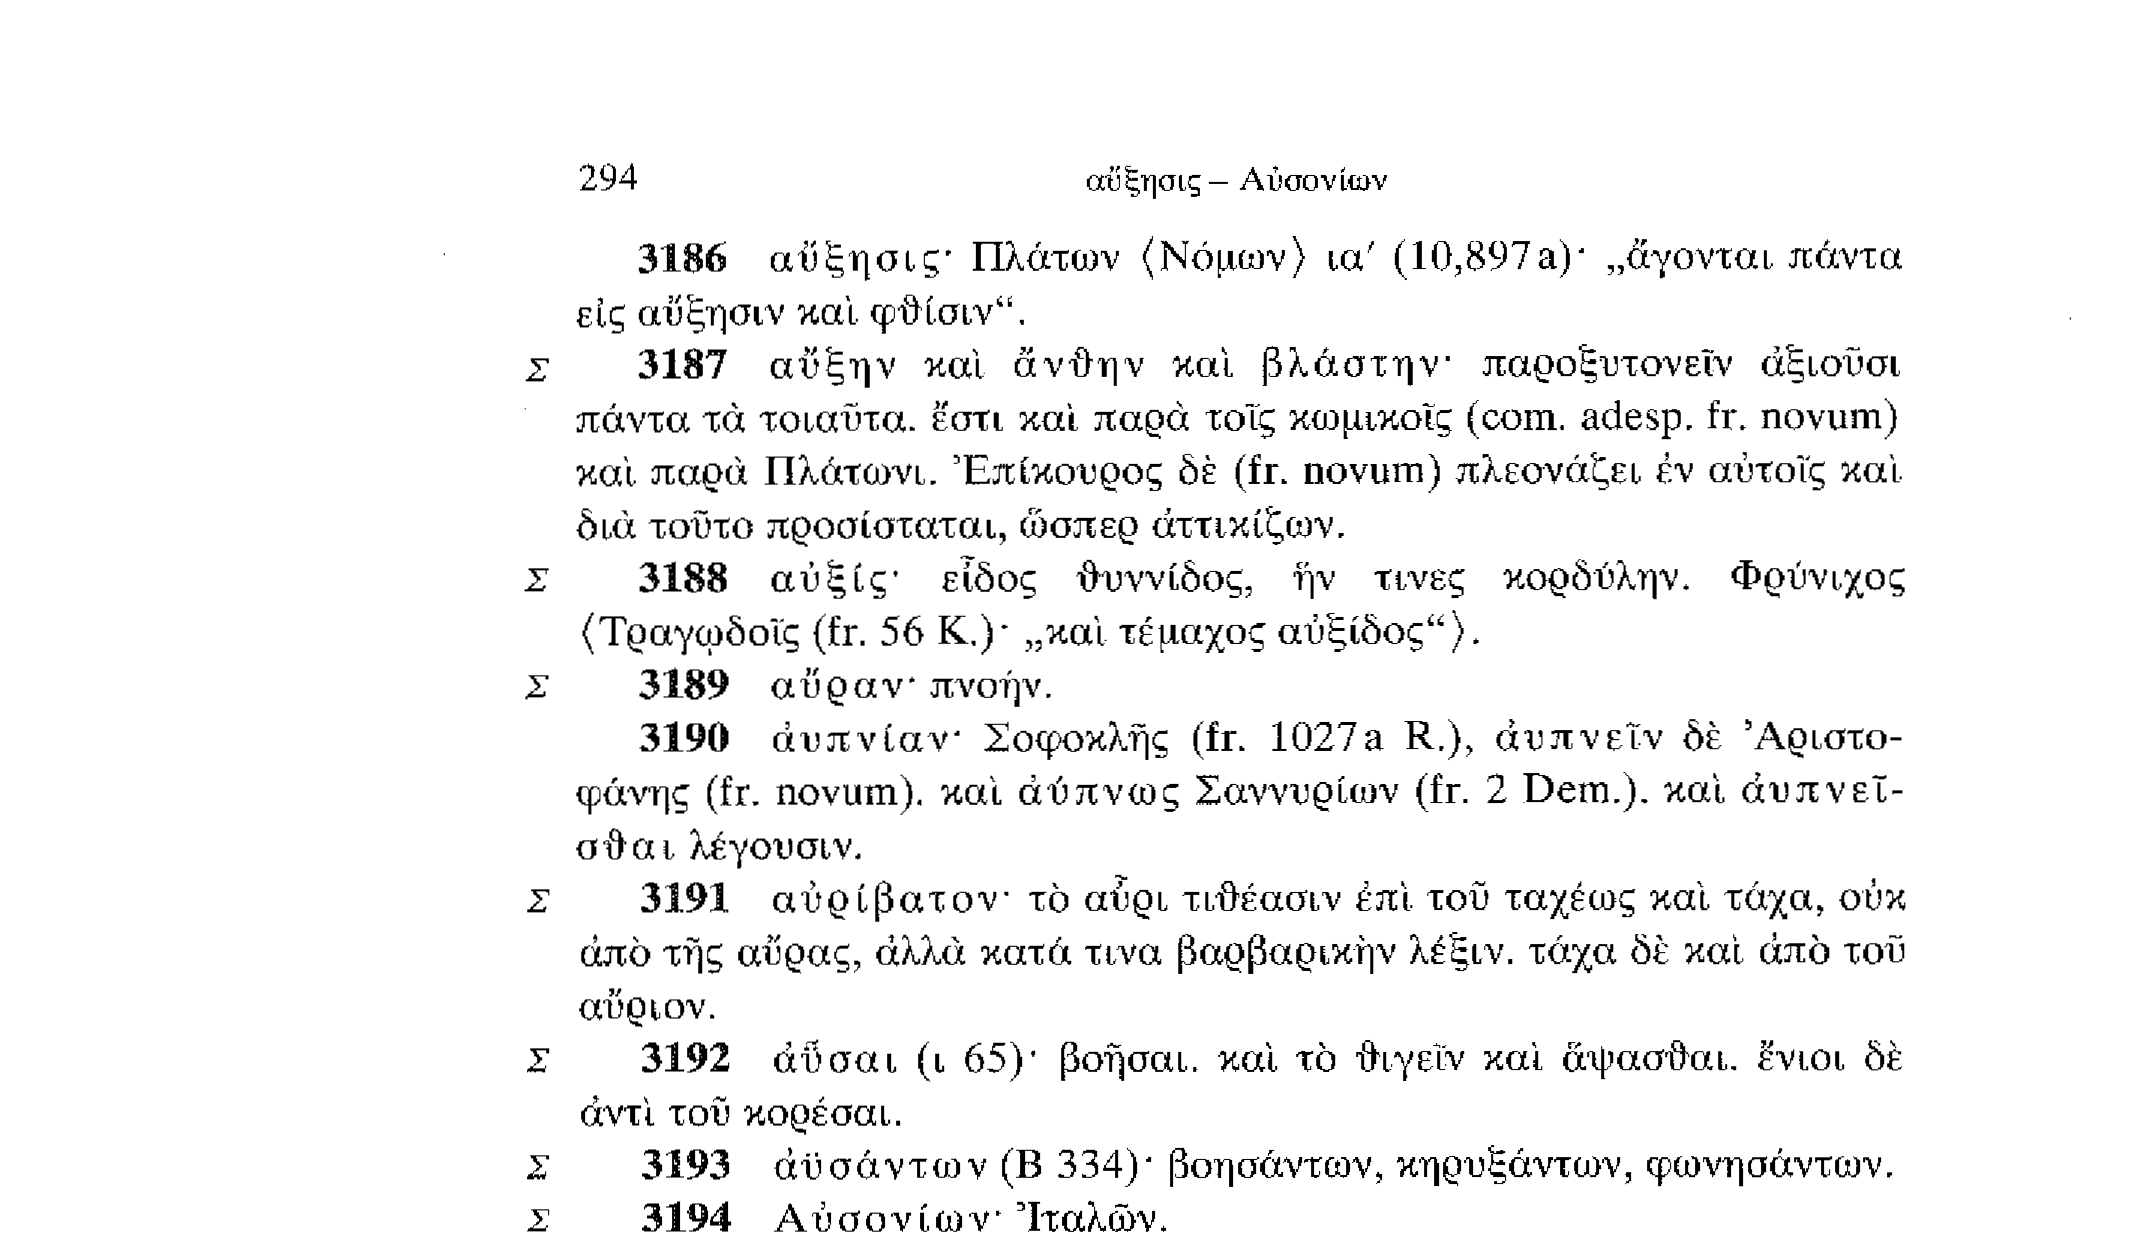 294 αὔξησις – Αὐσονίων
3186 αὔξησις· Πλάτων ⟨Νόμων⟩ ια′ (10,897a)· „ἄγονται πάντα
εἰς αὔξησιν καὶ φθίσιν“.
Σ 3187 αὔξην καὶ ἄνθην καὶ βλάστην· παροξυτονεῖν ἀξιοῦσι
πάντα τὰ τοιαῦτα. ἔστι καὶ παρὰ τοῖς κωμικοῖς (com. adesp. fr. novum)
καὶ παρὰ Πλάτωνι. Ἐπίκουρος δὲ (fr. novum) πλεονάζει ἐν αὐτοῖς καὶ
διὰ τοῦτο προσίσταται, ὥσπερ ἀττικίζων.
Σ 3188 αὐξίς· εἶδος θυννίδος, ἥν τινες κορδύλην. Φρύνιχος
⟨Τραγῳδοῖς (fr. 56 K.)· „καὶ τέμαχος αὐξίδος“⟩.
Σ 3189 αὔραν· πνοήν.
3190 ἀυπνίαν· Σοφοκλῆς (fr. 1027a R.), ἀυπνεῖν δὲ Ἀριστο-
φάνης (fr. novum). καὶ ἀύπνως Σαννυρίων (fr. 2 Dem.). καὶ ἀυπνεῖ-
σθαι λέγουσιν.
Σ 3191 αὐρίβατον· τὸ αὖρι τιθέασιν ἐπὶ τοῦ ταχέως καὶ τάχα, οὐκ
ἀπὸ τῆς αὔρας, ἀλλὰ κατά τινα βαρβαρικὴν λέξιν. τάχα δὲ καὶ ἀπὸ τοῦ
αὔριον.
Σ 3192 ἀῧσαι (ι 65)· βοῆσαι. καὶ τὸ θιγεῖν καὶ ἅψασθαι. ἔνιοι δὲ
ἀντὶ τοῦ κορέσαι.
Σ 3193 ἀϋσάντων (Β 334)· βοησάντων, κηρυξάντων, φωνησάντων.
Σ 3194 Αὐσονίων· Ἰταλῶν.